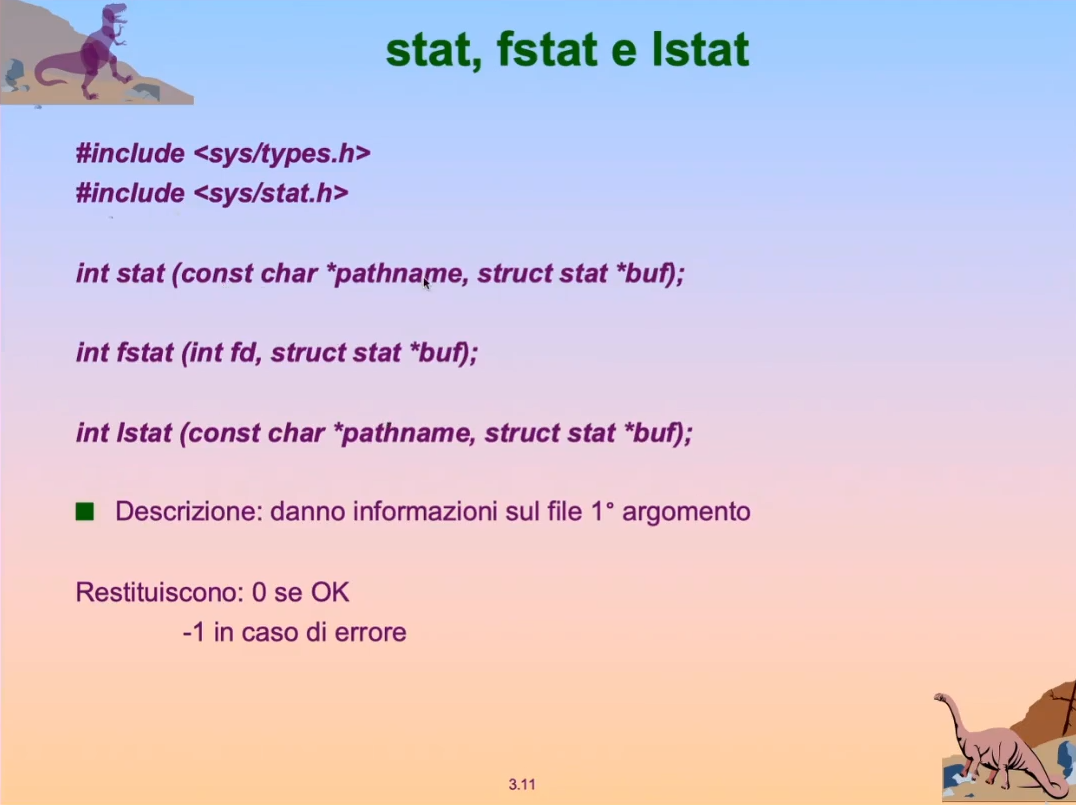 stat, fstat e lstat
#include <sys/types.h>
#include <sys/stat.h>
int stat (const char *pathname, struct stat *buf);
int fstat (int fd, struct stat *buf);
int lstat (const char *pathname, struct stat *buf);
Descrizione: danno informazioni sul file 1° argomento
Restituiscono: 0 se OK
-1 in caso di errore
3.11